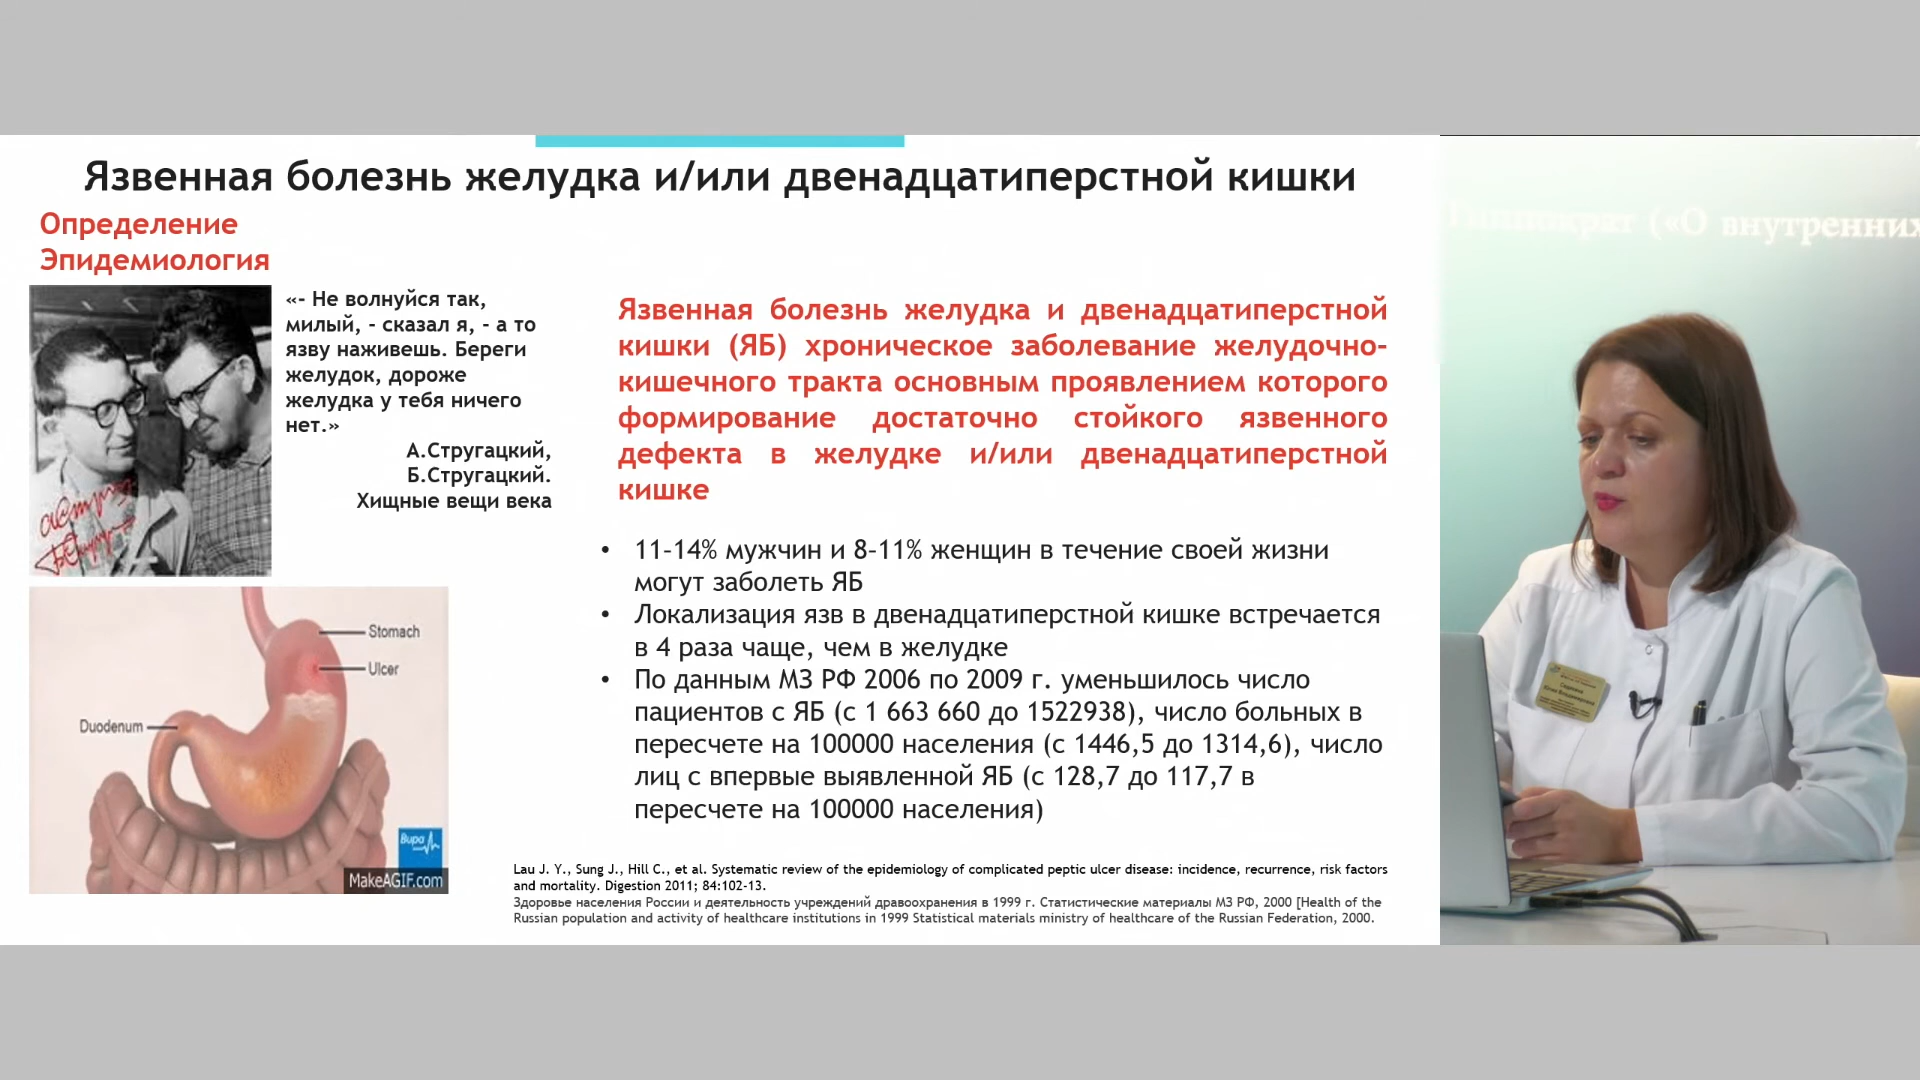 Язвенная болезнь желудка и/или двенадцатиперстной кишки
Определение
Эпидемиология
«- Не волнуйся так,
милый, - сказал я, - а то
язву наживешь. Береги
желудок, дороже
желудка у тебя ничего
нет.»
А.Стругацкий,
Б.Стругацкий.
Хищные вещи века
Stomach
Ulcer
Duodenum
Bupa
MakeAGIF.com
Язвенная болезнь желудка и двенадцатиперстной
кишки (ЯБ) хроническое заболевание желудочно-
кишечного тракта основным проявлением которого
формирование достаточно стойкого язвенного
дефекта в желудке и/или двенадцатиперстной
кишке
• 11–14% мужчин и 8–11% женщин в течение своей жизни
могут заболеть ЯБ
• Локализация язв в двенадцатиперстной кишке встречается
в 4 раза чаще, чем в желудке
• По данным МЗ РФ 2006 по 2009 г. уменьшилось число
пациентов с ЯБ (с 1 663 660 до 1522938), число больных в
пересчете на 100000 населения (с 1446,5 до 1314,6), число
лиц с впервые выявленной ЯБ (с 128,7 до 117,7 в
пересчете на 100000 населения)
Lau J. Y., Sung J., Hill C., et al. Systematic review of the epidemiology of complicated peptic ulcer disease: incidence, recurrence, risk factors
and mortality. Digestion 2011; 84:102-13.
Здоровье населения России и деятельность учреждений дравоохранения в 1999 г. Статистические материалы МЗ РФ, 2000 [Health of the
Russian population and activity of healthcare institutions in 1999 Statistical materials ministry of healthcare of the Russian Federation, 2000.
Гиппократ («О внутренних